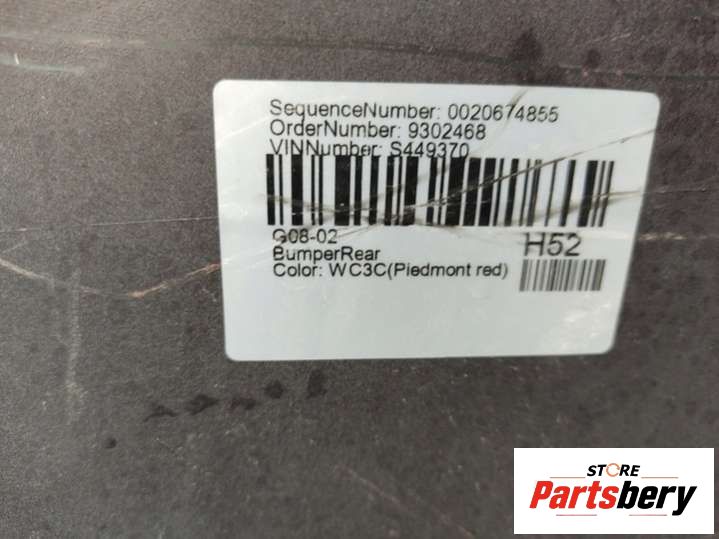 SequenceNumber: 0020674855
OrderNumber: 9302468
VINNumber: S449370
G08-02
BumperRear
Color: WC3C(Piedmont red)
H52
STORE
Partsbery